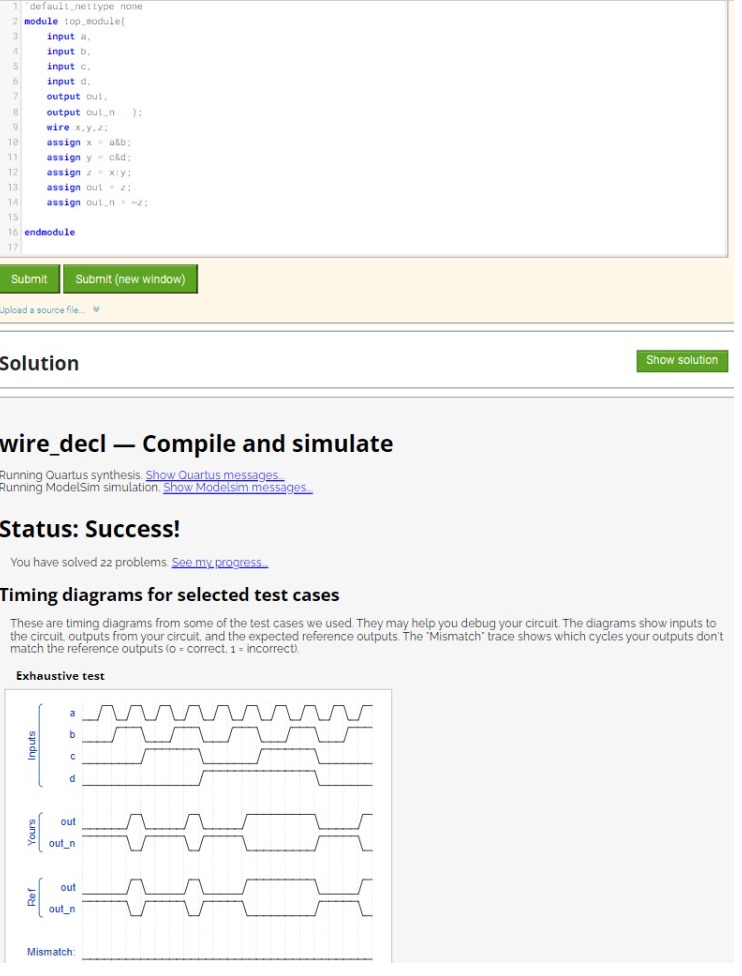 1 `default_nettype none
2 module top_module(
3 input a,
4 input b,
5 input c,
6 input d,
7 output out,
8 output out_n );
9 wire x,y,z;
10 assign x = a&b;
11 assign y = c&d;
12 assign z = x|y;
13 assign out = z;
14 assign out_n = ~z;
15
16 endmodule
17
Submit Submit (new window)
Upload a source file...
Solution Show solution
wire_decl — Compile and simulate
Running Quartus synthesis. Show Quartus messages...
Running ModelSim simulation. Show Modelsim messages...
Status: Success!
You have solved 22 problems. See my progress...
Timing diagrams for selected test cases
These are timing diagrams from some of the test cases we used. They may help you debug your circuit. The diagrams show inputs to
the circuit, outputs from your circuit, and the expected reference outputs. The "Mismatch" trace shows which cycles your outputs don't
match the reference outputs (0 = correct, 1 = incorrect).
Exhaustive test
Inputs
a
b
c
d
Yours
out
out_n
Ref
out
out_n
Mismatch: